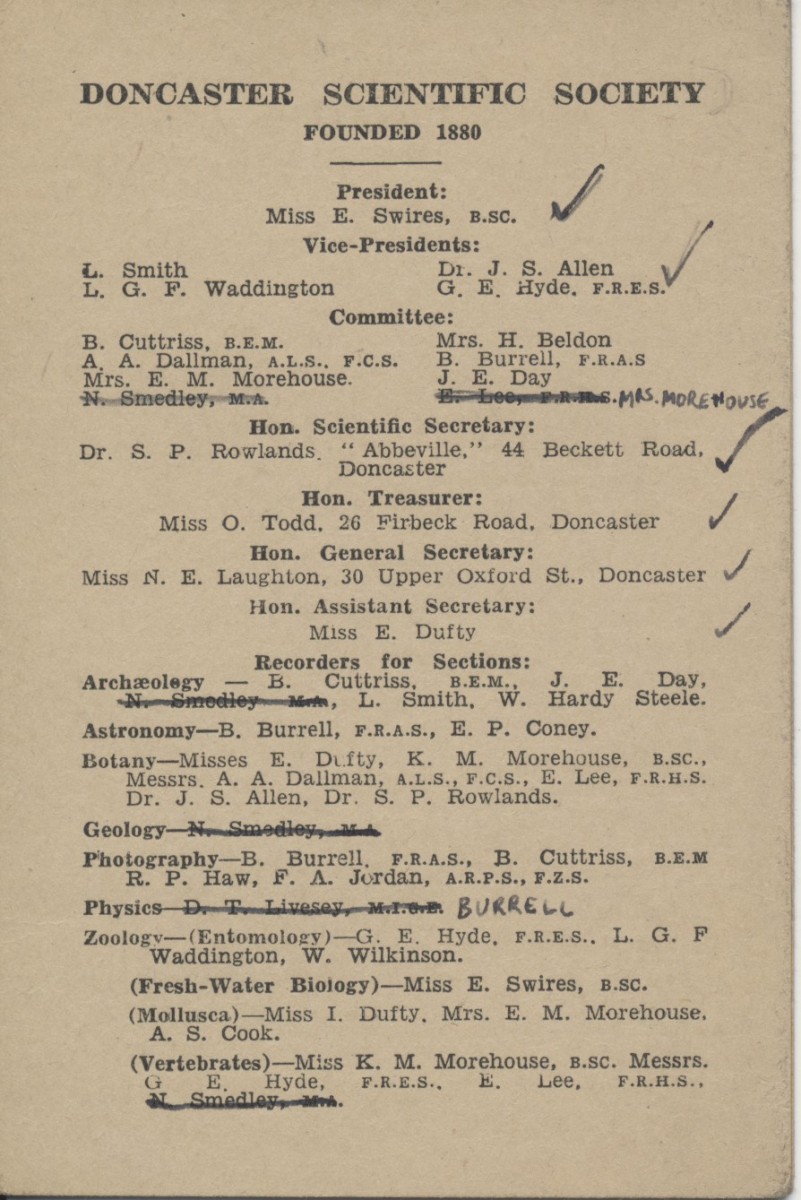 DONCASTER SCIENTIFIC SOCIETY
FOUNDED 1880
President:
Miss E. Swires, B.SC.
Vice-Presidents:
L. Smith Dr. J. S. Allen
L. G. F. Waddington G. E. Hyde, F.R.E.S.
Committee:
B. Cuttriss, B.E.M. Mrs. H. Beldon
A. A. Dallman, A.L.S., F.C.S. B. Burrell, F.R.A.S
Mrs. E. M. Morehouse. J. E. Day
N. Smedley, M.A. E. Lee, F.R.H.S. MRS. MOREHOUSE
Hon. Scientific Secretary:
Dr. S. P. Rowlands. "Abbeville," 44 Beckett Road,
Doncaster
Hon. Treasurer:
Miss O. Todd, 26 Firbeck Road, Doncaster
Hon. General Secretary:
Miss N. E. Laughton, 30 Upper Oxford St., Doncaster
Hon. Assistant Secretary:
Miss E. Dufty
Recorders for Sections:
Archæology — B. Cuttriss, B.E.M., J. E. Day,
N. Smedley M.A., L. Smith, W. Hardy Steele.
Astronomy—B. Burrell, F.R.A.S., E. P. Coney.
Botany—Misses E. Dufty, K. M. Morehouse, B.SC.,
Messrs. A. A. Dallman, A.L.S., F.C.S., E. Lee, F.R.H.S.
Dr. J. S. Allen, Dr. S. P. Rowlands.
Geology—N. Smedley, M.A
Photography—B. Burrell, F.R.A.S., B. Cuttriss, B.E.M
R. P. Haw, F. A. Jordan, A.R.P.S., F.Z.S.
Physics—D. T. Livesey, BURRELL
Zoology—(Entomology)—G. E. Hyde, F.R.E.S., L. G. F
Waddington, W. Wilkinson.
(Fresh-Water Biology)—Miss E. Swires, B.SC.
(Mollusca)—Miss I. Dufty, Mrs. E. M. Morehouse,
A. S. Cook.
(Vertebrates)—Miss K. M. Morehouse, B.SC. Messrs.
G E. Hyde, F.R.E.S., E. Lee, F.R.H.S.,
N. Smedley, M.A.